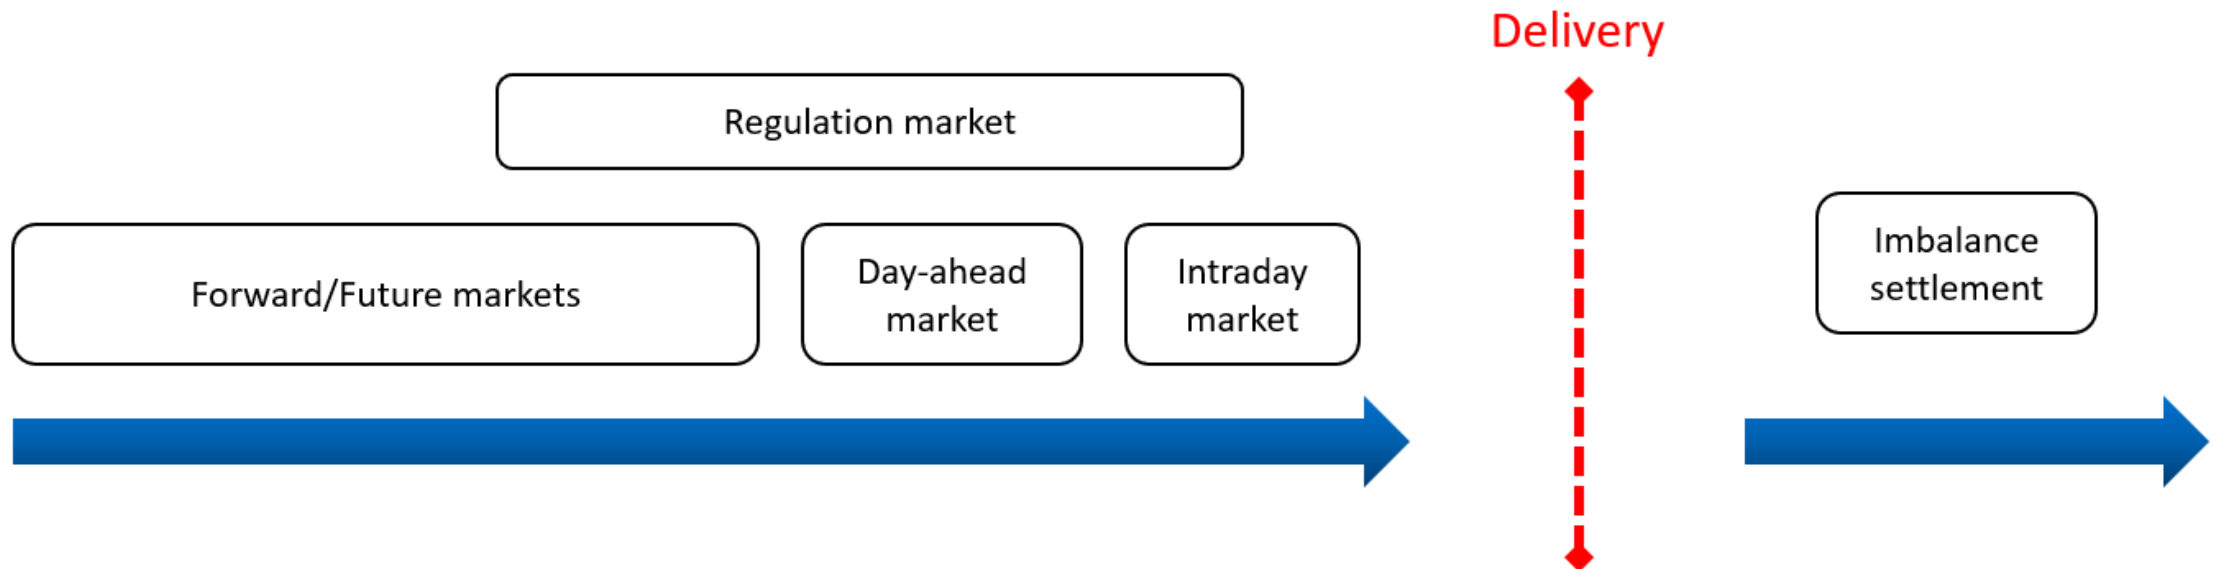 Delivery
Regulation market
Forward/Future markets
Day-ahead
market
Intraday
market
Imbalance
settlement